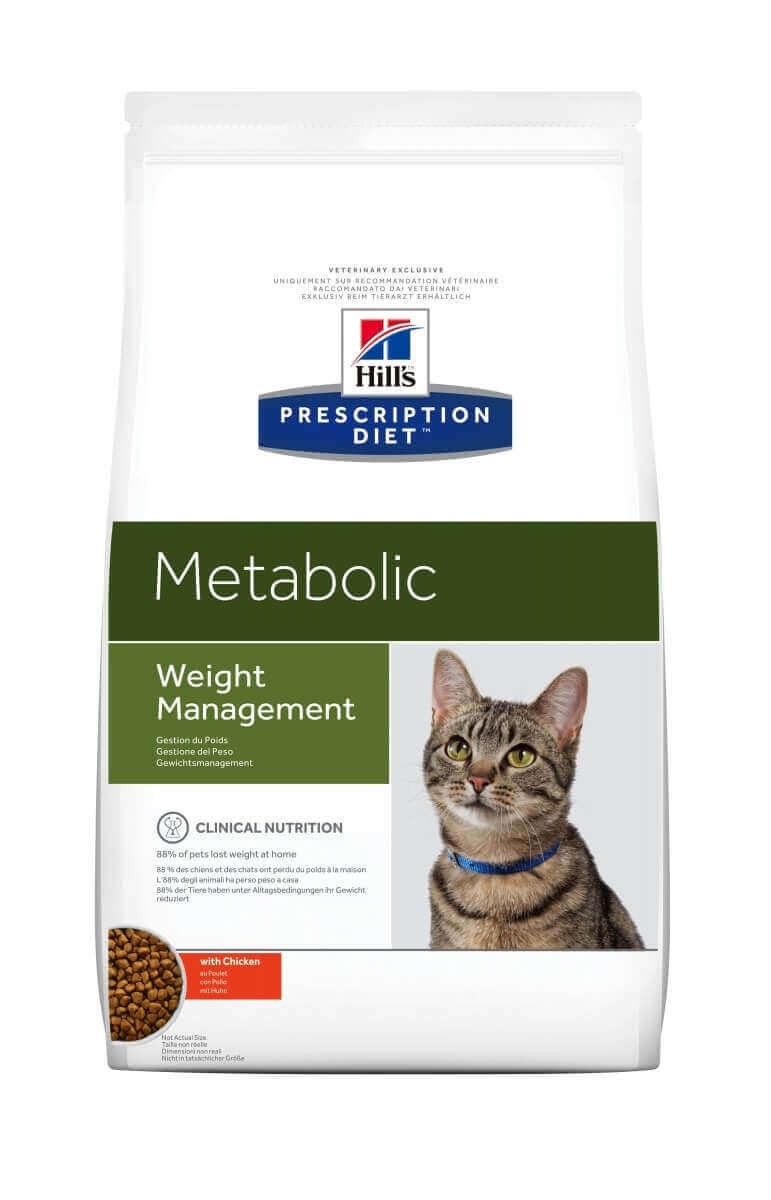 VETERINARY EXCLUSIVE
UNIQUEMENT SUR RECOMMANDATION VÉTÉRINAIRE
RACCOMANDATO DAI VETERINARI
EXKLUSIV BEIM TIERARZT ERHÄLTLICH
Hill's
PRESCRIPTION
DIET™
Metabolic
Weight
Management
Gestion du Poids
Gestione del Peso
Gewichtsmanagement
CLINICAL NUTRITION
88% of pets lost weight at home
88 % des chiens et des chats ont perdu du poids à la maison
L'88% degli animali ha perso peso a casa
88% der Tiere haben unter Alltagsbedingungen ihr Gewicht
reduziert
with Chicken
au Poulet
con Pollo
mit Huhn
Not Actual Size
Taille non réelle
Dimensioni non reali
Nicht in tatsächlicher Größe